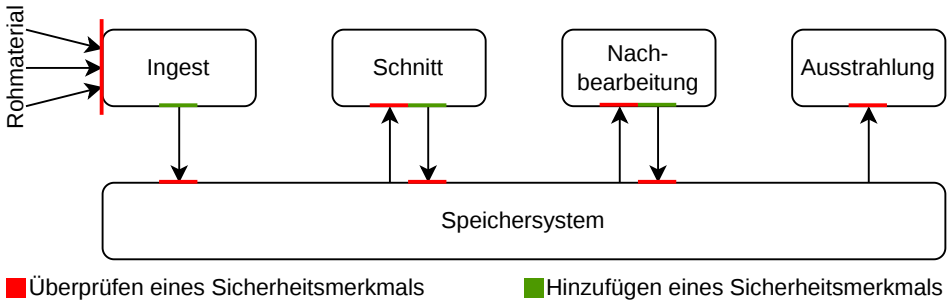 Rohmaterial
Ingest
Schnitt
Nach-
bearbeitung
Ausstrahlung
Speichersystem
Überprüfen eines Sicherheitsmerkmals
Hinzufügen eines Sicherheitsmerkmals